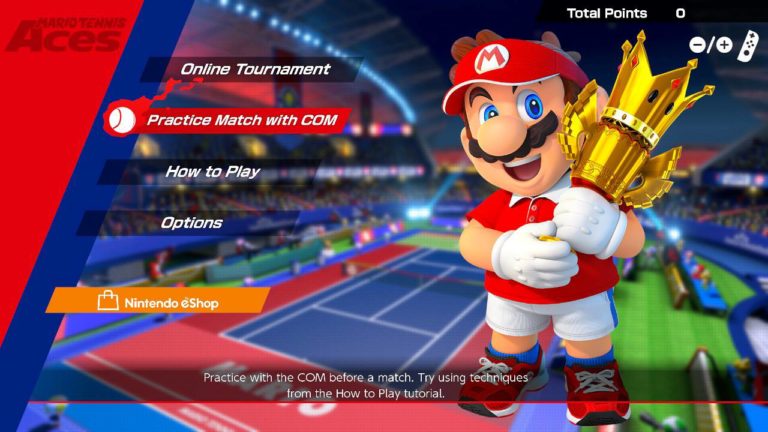 MARIO TENNIS
Aces
Total Points 0
Online Tournament
Practice Match with COM
How to Play
Options
Nintendo eShop
Practice with the COM before a match. Try using techniques
from the How to Play tutorial.